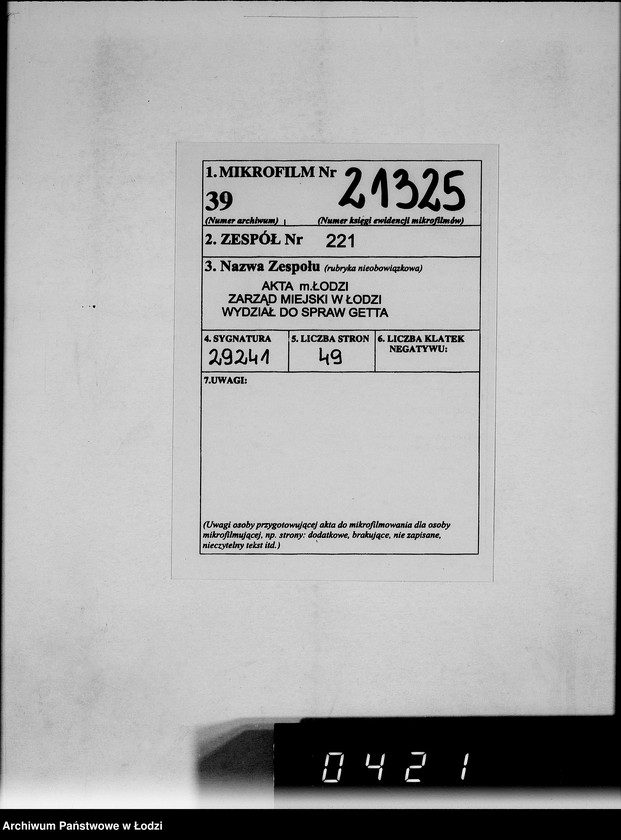 1. MIKROFILM Nr 21325
39
(Numer archiwum) (Numer księgi ewidencji mikrofilmów)
2. ZESPÓŁ Nr 221
3. Nazwa Zespołu (rubryka nieobowiązkowa)
AKTA m.ŁODZI
ZARZĄD MIEJSKI W ŁODZI
WYDZIAŁ DO SPRAW GETTA
4. SYGNATURA 5. LICZBA STRON 6. LICZBA KLATEK
NEGATYWU:
29241 49
7.UWAGI:
(Uwagi osoby przygotowującej akta do mikrofilmowania dla osoby
mikrofilmującej, np. strony: dodatkowe, brakujące, nie zapisane,
nieczytelny tekst itd.)
0421
Archiwum Państwowe w Łodzi